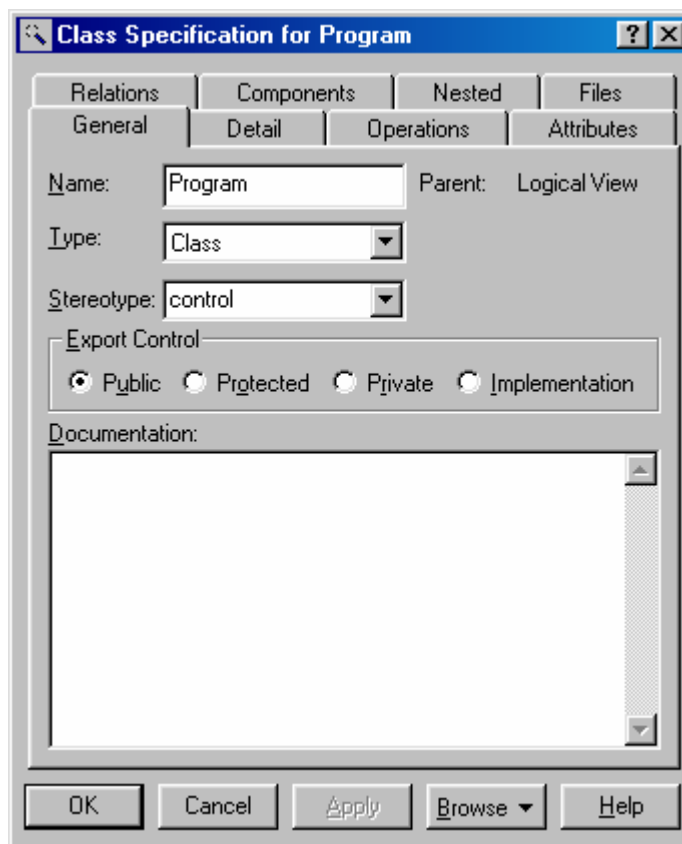 Class Specification for Program
Relations Components Nested Files
General Detail Operations Attributes
Name: Program Parent: Logical View
Type: Class
Stereotype: control
Export Control
Public Protected Private Implementation
Documentation:
OK Cancel Apply Browse Help